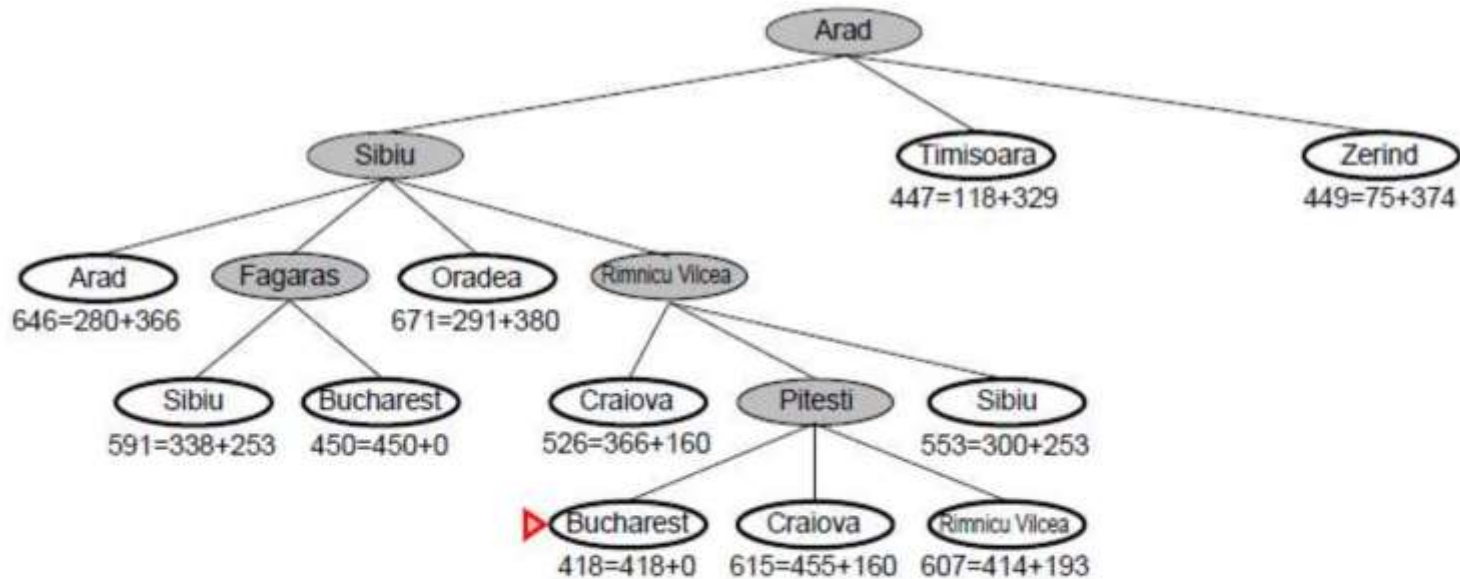 Arad
Sibiu Timisoara Zerind
447=118+329 449=75+374
Arad Fagaras Oradea Rimnicu Vilcea
646=280+366 671=291+380
Sibiu Bucharest Craiova Pitesti Sibiu
591=338+253 450=450+0 526=366+160 553=300+253
Bucharest Craiova Rimnicu Vilcea
418=418+0 615=455+160 607=414+193